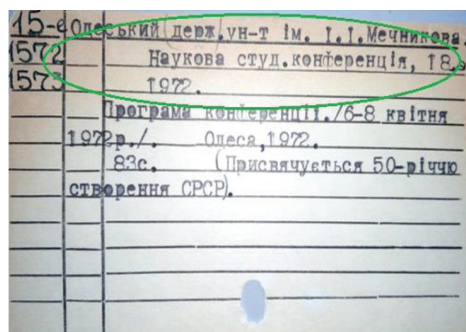 15-е Одеський держ.ун-т ім. І.І.Мечникова.
1572 Наукова студ.конференція, 18.
1573 1972.
Програма конференції./6-8 квітня
1972р./. Одеса,1972.
83с. (Присвячується 50-річчю
створення СРСР).